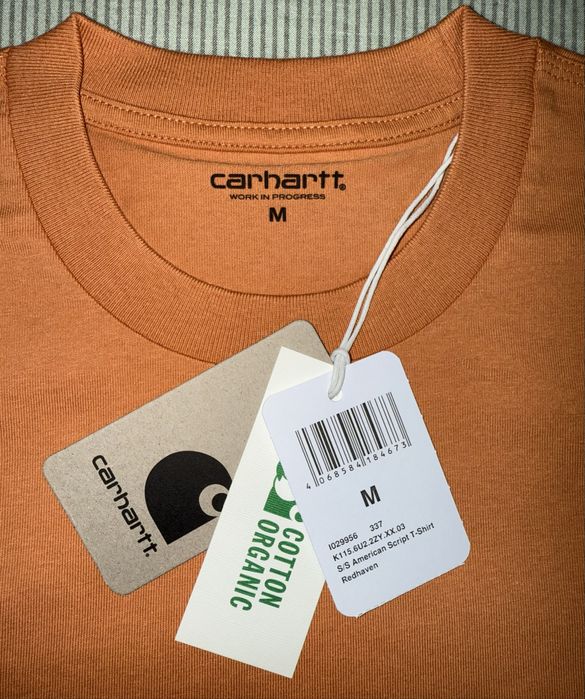 carhartt®
WORK IN PROGRESS
M
carhartt.
COTTON
ORGANIC
4 068584 184673
M
I029956 337
K115.6U2.2ZY.XX.03
S/S American Script T-Shirt
Redhaven